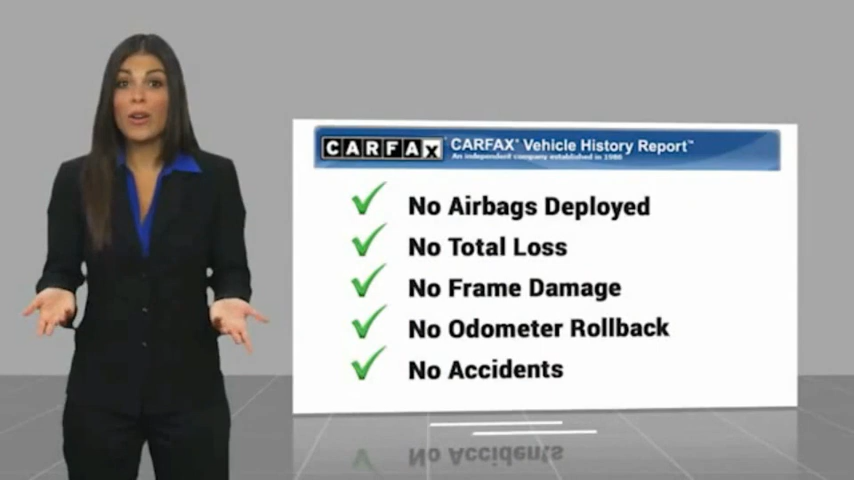 CARFAX CARFAX® Vehicle History Report™
An independent company established in 1986
No Airbags Deployed
No Total Loss
No Frame Damage
No Odometer Rollback
No Accidents
No Accidents